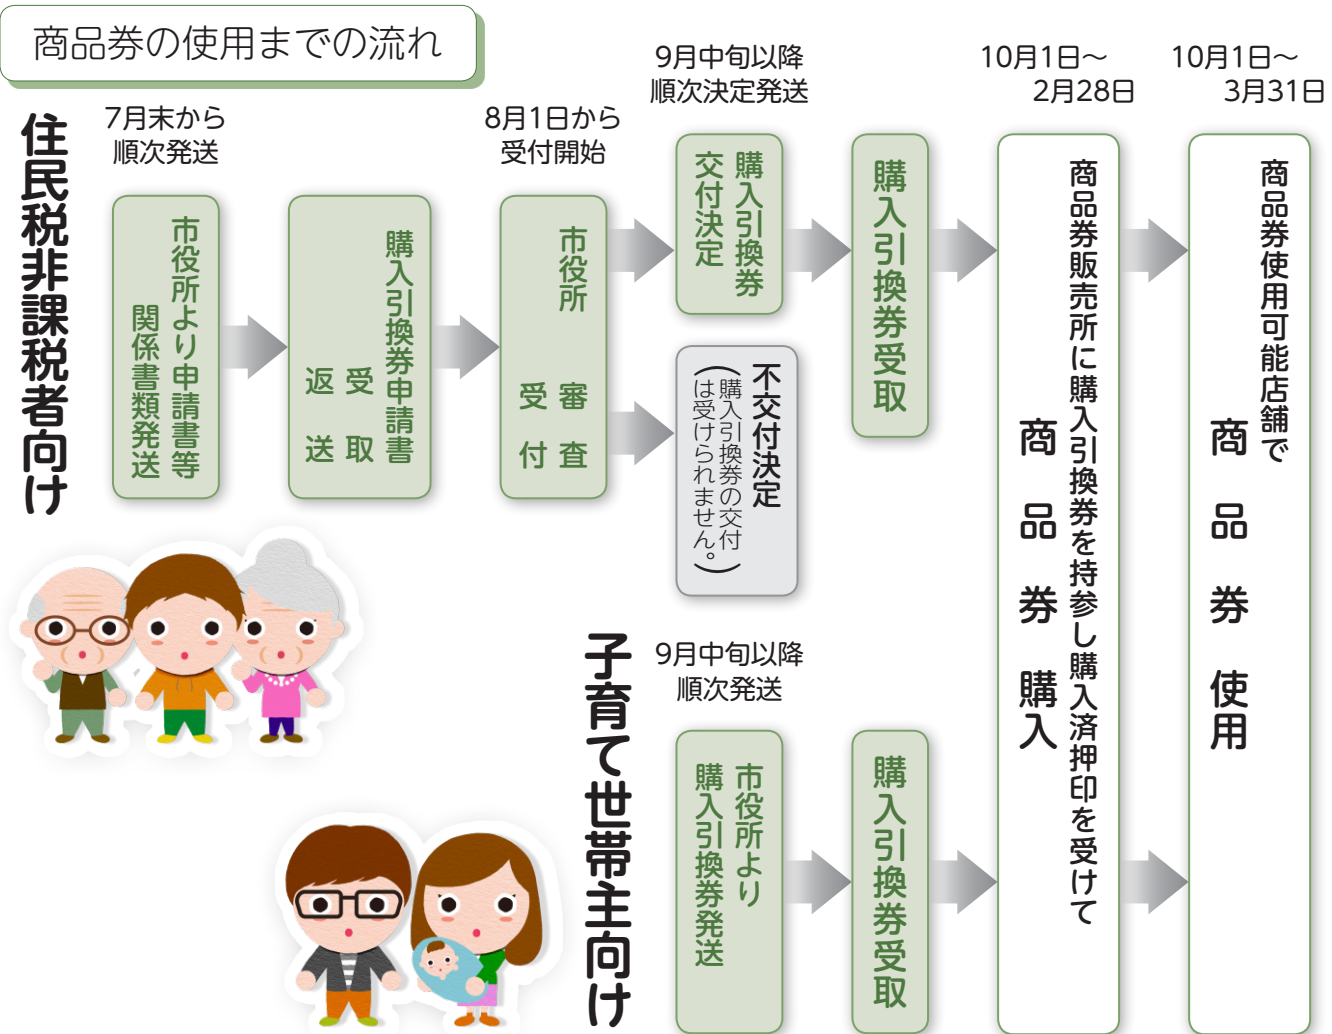 商品券の使用までの流れ
住民税非課税者向け
7月末から
順次発送
市役所より申請書等
関係書類発送
購入引換券申請書
受取
返送
8月1日から
受付開始
市役所
審査
受付
9月中旬以降
順次決定発送
購入引換券
交付決定
不交付決定
(購入引換券の交付
は受けられません。)
購入引換券受取
10月1日～
2月28日
商品券販売所に購入引換券を持参し購入済押印を受けて
商品券購入
10月1日～
3月31日
商品券使用可能店舗で
商品券使用
子育て世帯主向け
9月中旬以降
順次発送
市役所より
購入引換券発送
購入引換券受取